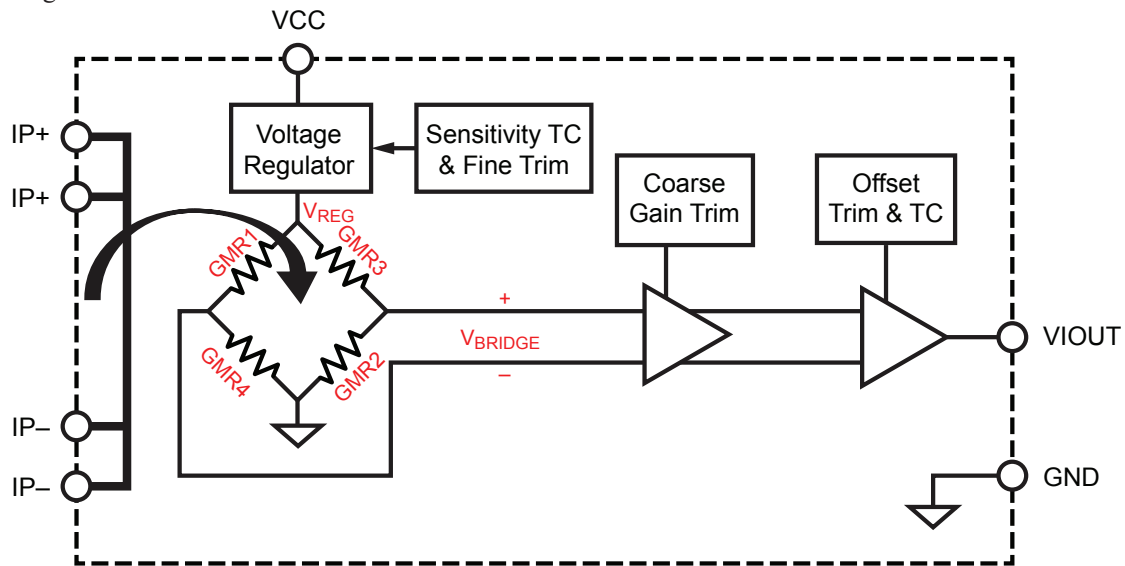 VCC
IP+
IP+
IP–
IP–
Voltage
Regulator
Sensitivity TC
& Fine Trim
Coarse
Gain Trim
Offset
Trim & TC
VREG
GMR1
GMR3
GMR4
GMR2
+
VBRIDGE
–
VIOUT
GND